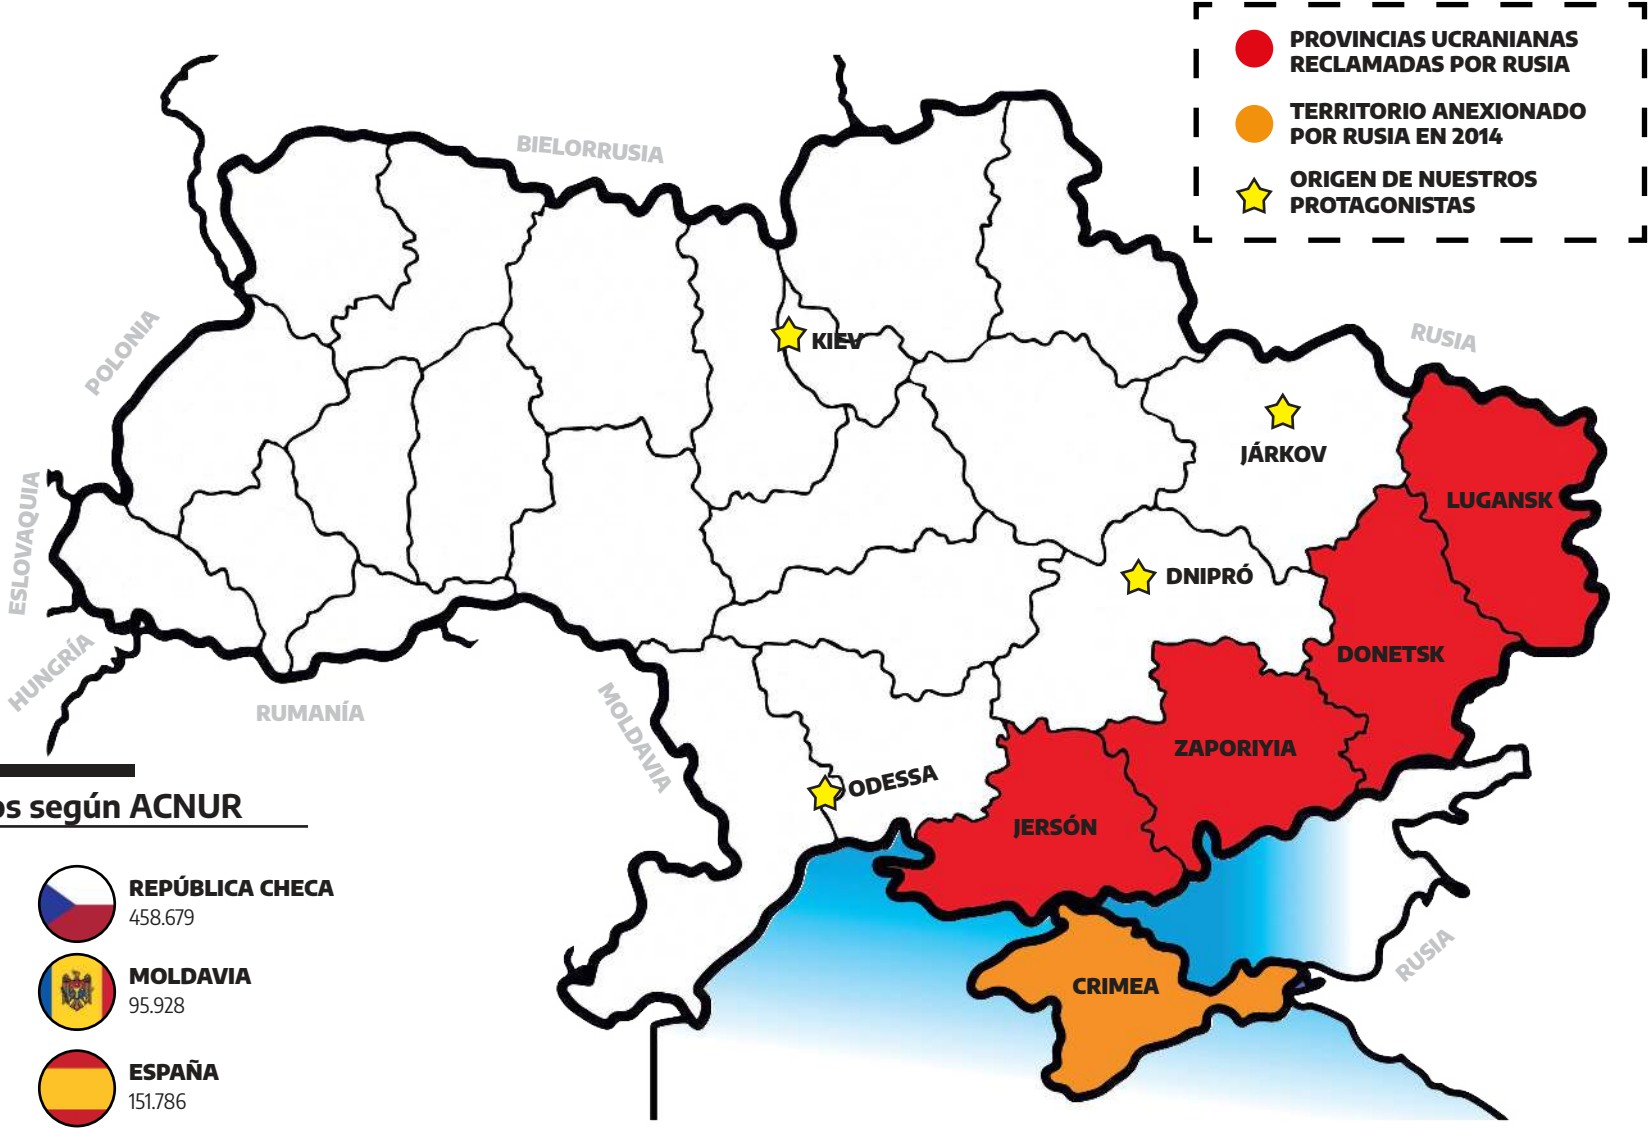 PROVINCIAS UCRANIANAS
RECLAMADAS POR RUSIA
TERRITORIO ANEXIONADO
POR RUSIA EN 2014
ORIGEN DE NUESTROS
PROTAGONISTAS
BIELORRUSIA
POLONIA
RUSIA
KIEV
JÁRKOV
LUGANSK
ESLOVAQUIA
DNIPRÓ
HUNGRÍA
DONETSK
RUMANÍA
MOLDAVIA
ZAPORIYIA
ODESSA
JERSÓN
RUSIA
CRIMEA
os según ACNUR
REPÚBLICA CHECA
458.679
MOLDAVIA
95.928
ESPAÑA
151.786